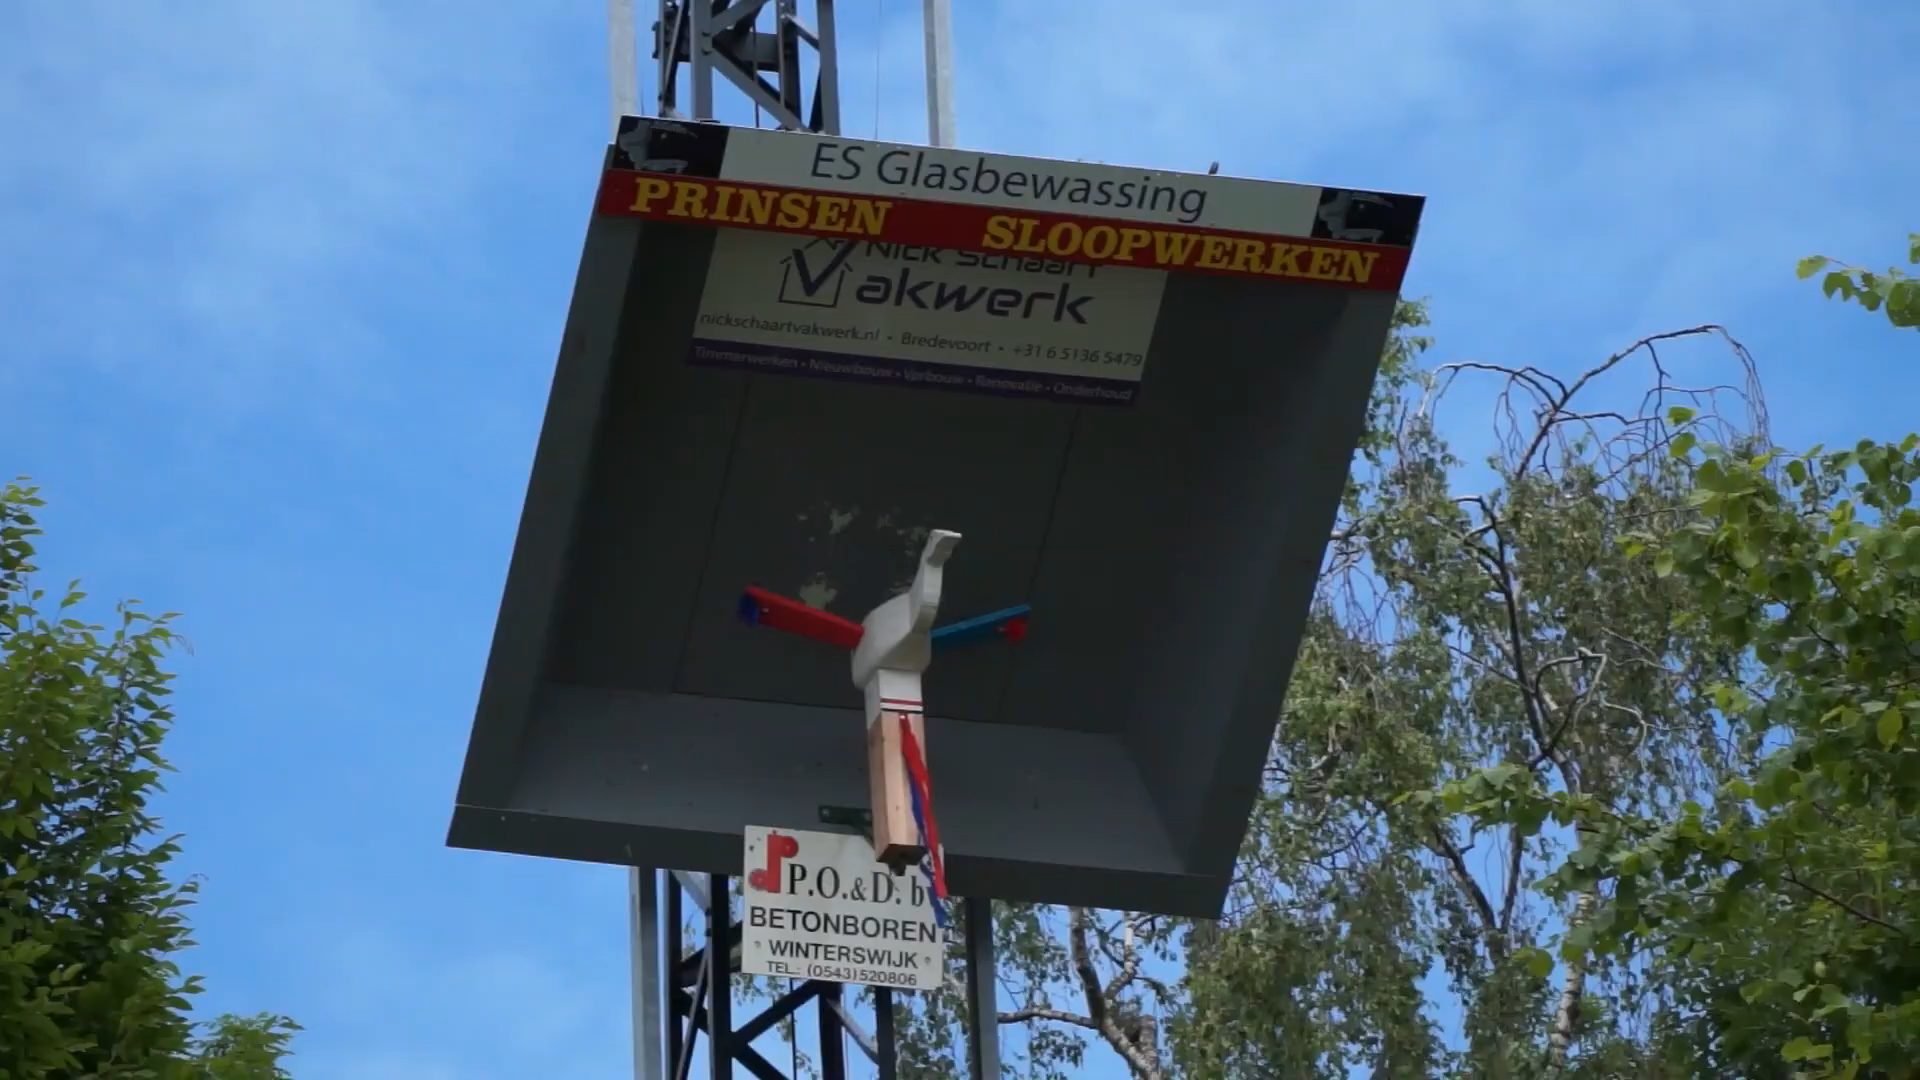 ES Glasbewassing
PRINSEN SLOOPWERKEN
Nick Schaart
Vakwerk
nickschaartvakwerk.nl • Bredevoort • +31 6 5136 5479
Timmerwerken • Nieuwbouw • Verbouw • Renovatie • Onderhoud
P.O.&D. b
BETONBOREN
WINTERSWIJK
TEL.: (0543) 520806